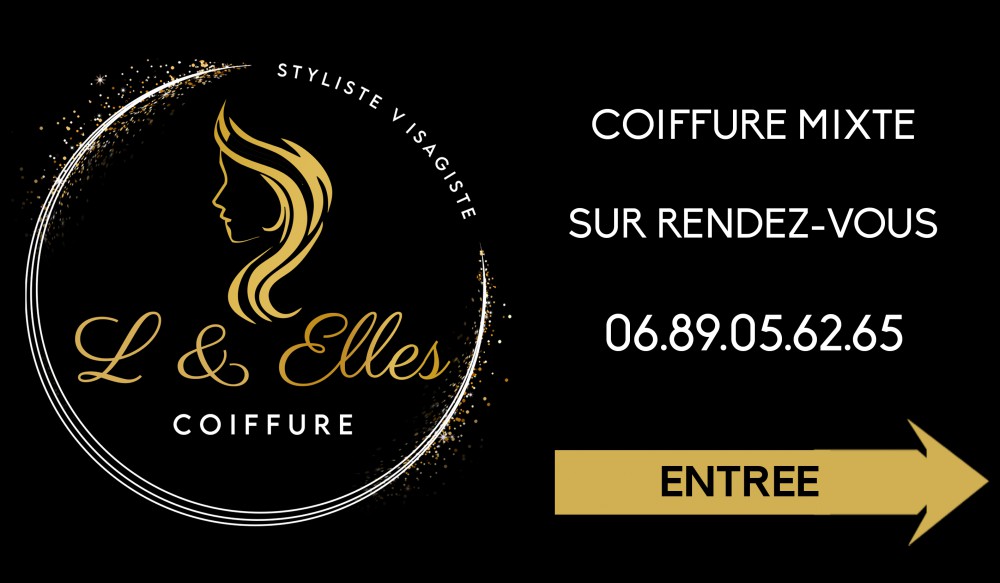 STYLISTE VISAGISTE
L & Elles
COIFFURE
COIFFURE MIXTE
SUR RENDEZ-VOUS
06.89.05.62.65
ENTREE